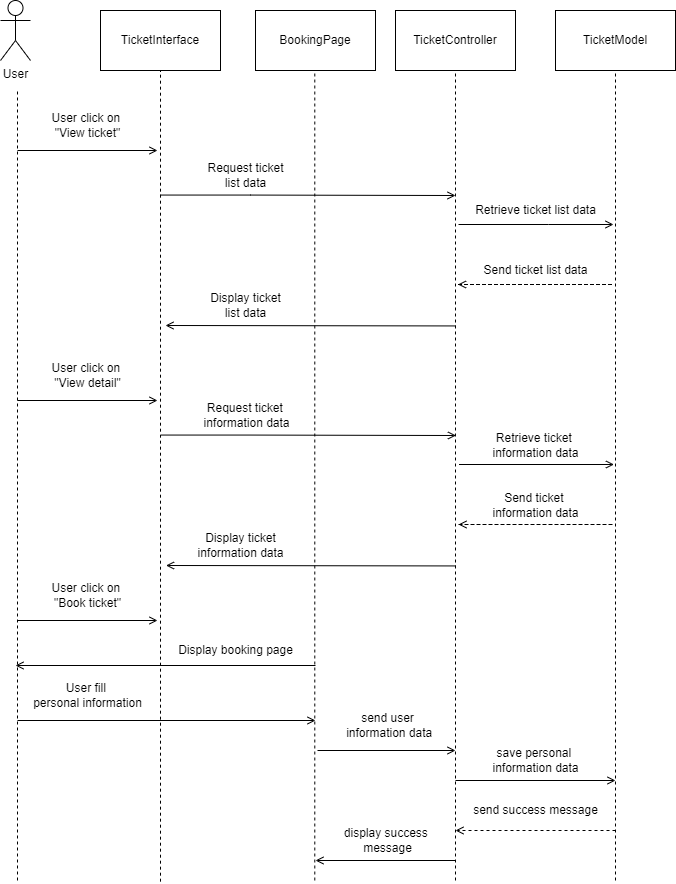 TicketInterface
BookingPage
TicketController
TicketModel
User
User click on
"View ticket"
Request ticket
list data
Retrieve ticket list data
Send ticket list data
Display ticket
list data
User click on
"View detail"
Request ticket
information data
Retrieve ticket
information data
Send ticket
information data
Display ticket
information data
User click on
"Book ticket"
Display booking page
User fill
personal information
send user
information data
save personal
information data
send success message
display success
message